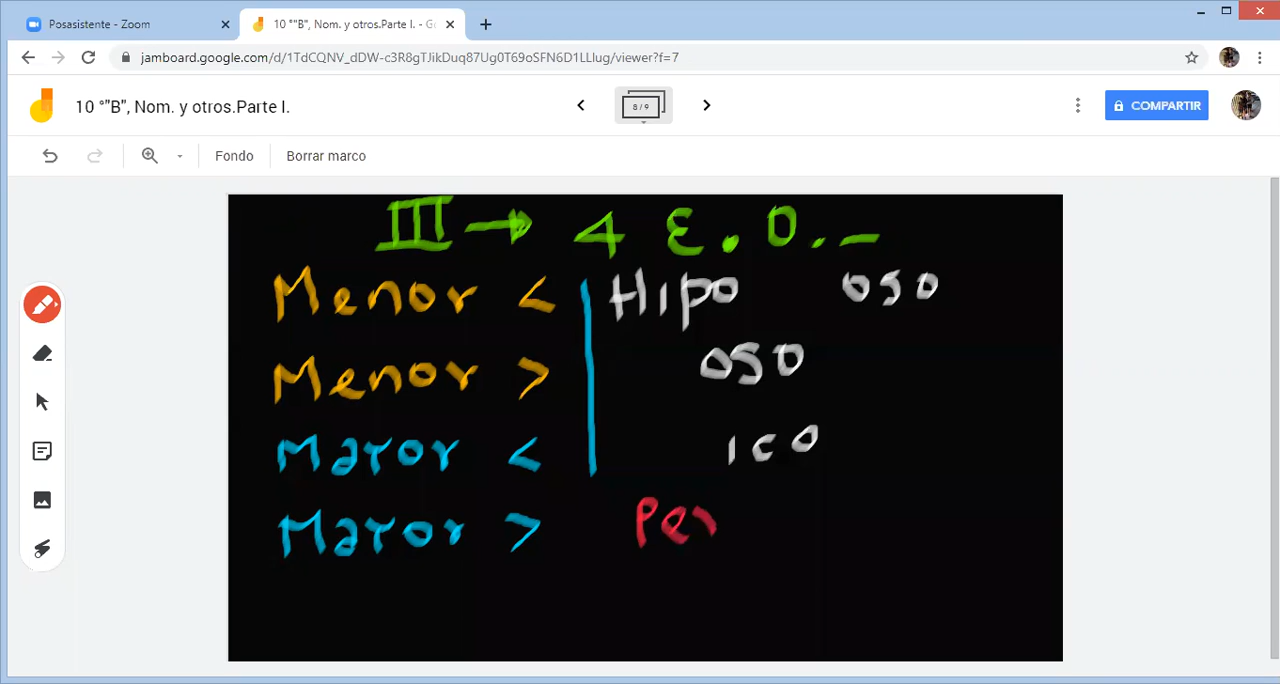 Posasistente - Zoom
10 °"B", Nom. y otros.Parte I. - Go
jamboard.google.com/d/1TdCQNV_dDW-c3R8gTJikDuq87Ug0T69oSFN6D1LLlug/viewer?f=7
10 °"B", Nom. y otros.Parte I.
8/9
COMPARTIR
Fondo
Borrar marco
III → 4 E.O.-
Menor < Hipo oso
Menor > oso
Mayor < ico
Mayor > Per